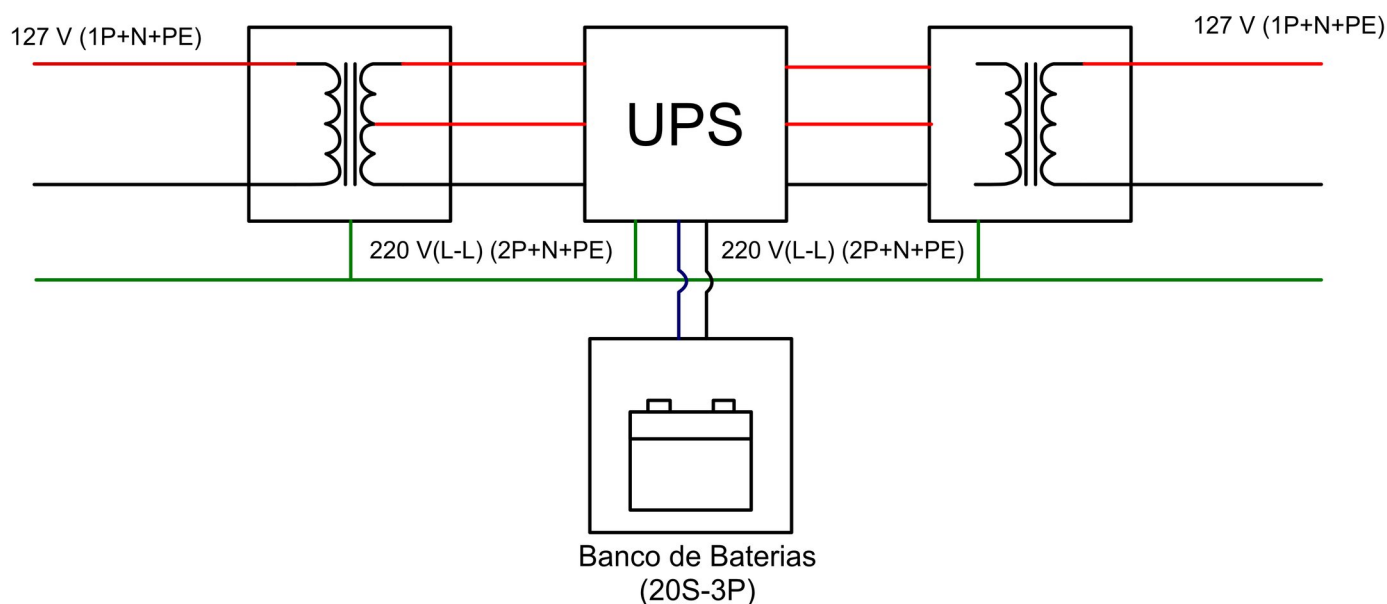 127 V (1P+N+PE)
127 V (1P+N+PE)
UPS
220 V(L-L) (2P+N+PE)
220 V(L-L) (2P+N+PE)
Banco de Baterias
(20S-3P)